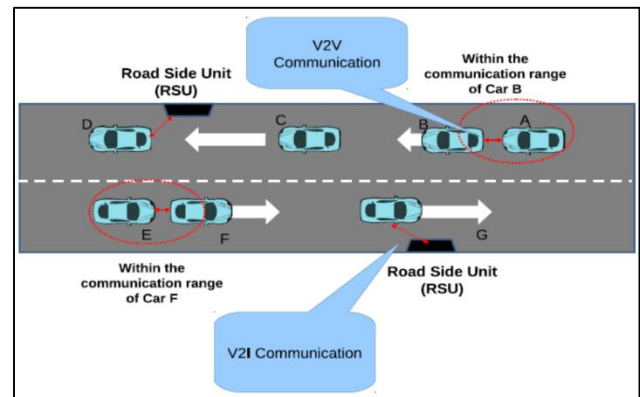 V2V
Communication
Within the
communication range
of Car B
Road Side Unit
(RSU)
D
C
B
A
E
F
G
Within the
communication range
of Car F
Road Side Unit
(RSU)
V2I Communication